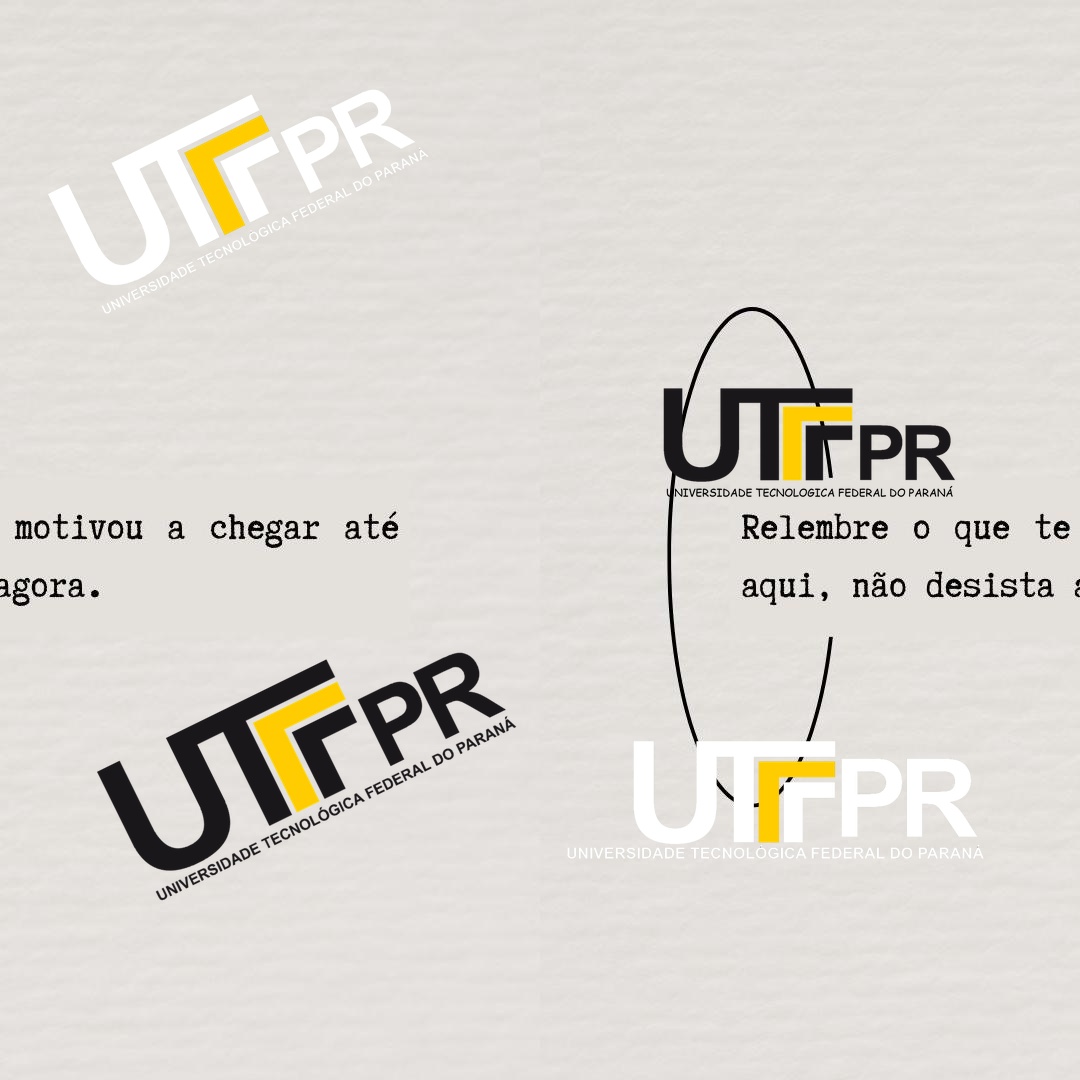 UTFPR
UNIVERSIDADE TECNOLÓGICA FEDERAL DO PARANÁ
motivou a chegar até
agora.
UTFPR
UNIVERSIDADE TECNOLÓGICA FEDERAL DO PARANÁ
UTFPR
UNIVERSIDADE TECNOLOGICA FEDERAL DO PARANÁ
Relembre o que te
aqui, não desista a
UTFPR
UNIVERSIDADE TECNOLÓGICA FEDERAL DO PARANÁ